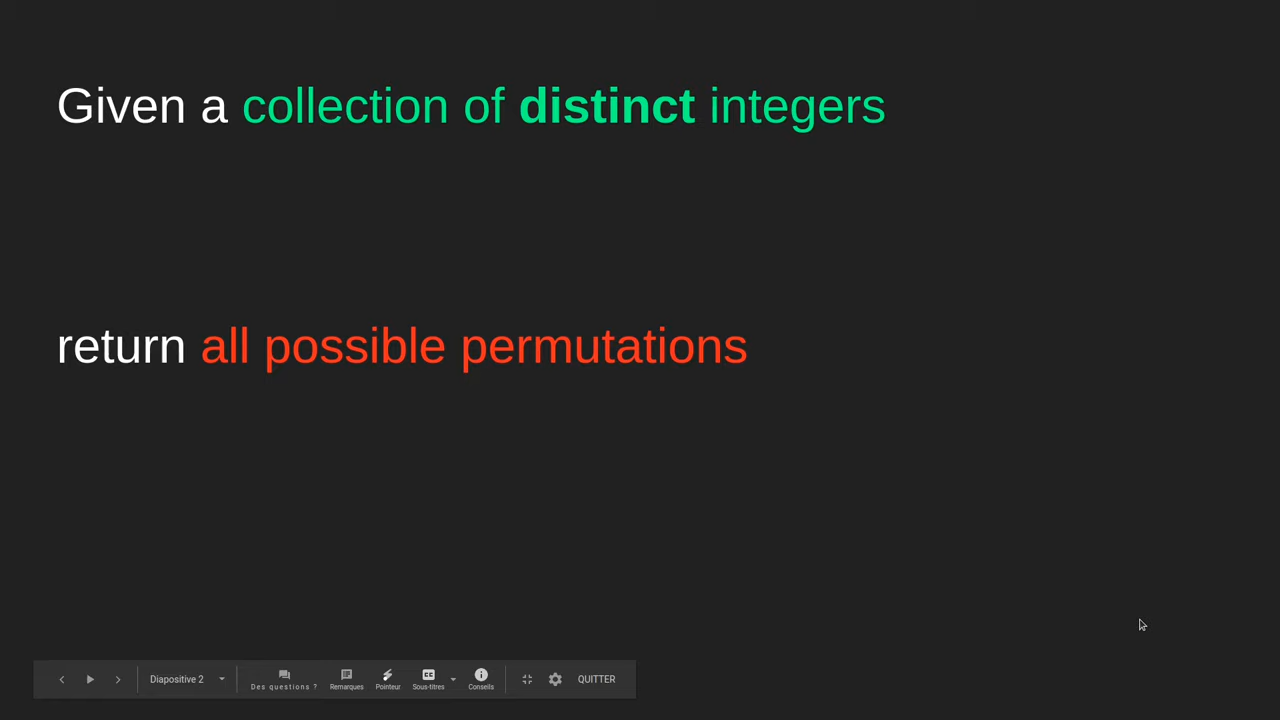 Given a collection of distinct integers
return all possible permutations
Diapositive 2
Des questions ?
Remarques
Pointeur
Sous-titres
Conseils
QUITTER